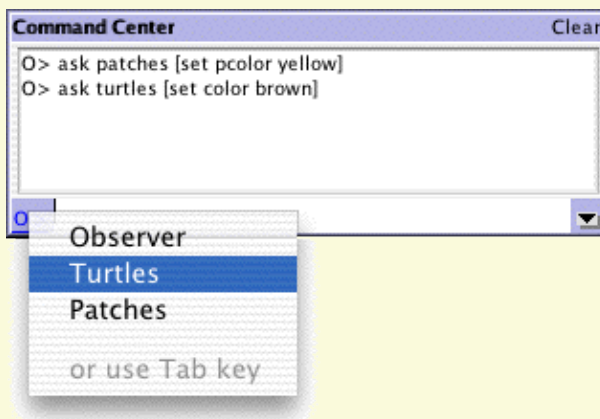 Command Center Clear
O> ask patches [set pcolor yellow]
O> ask turtles [set color brown]
O
Observer
Turtles
Patches
or use Tab key